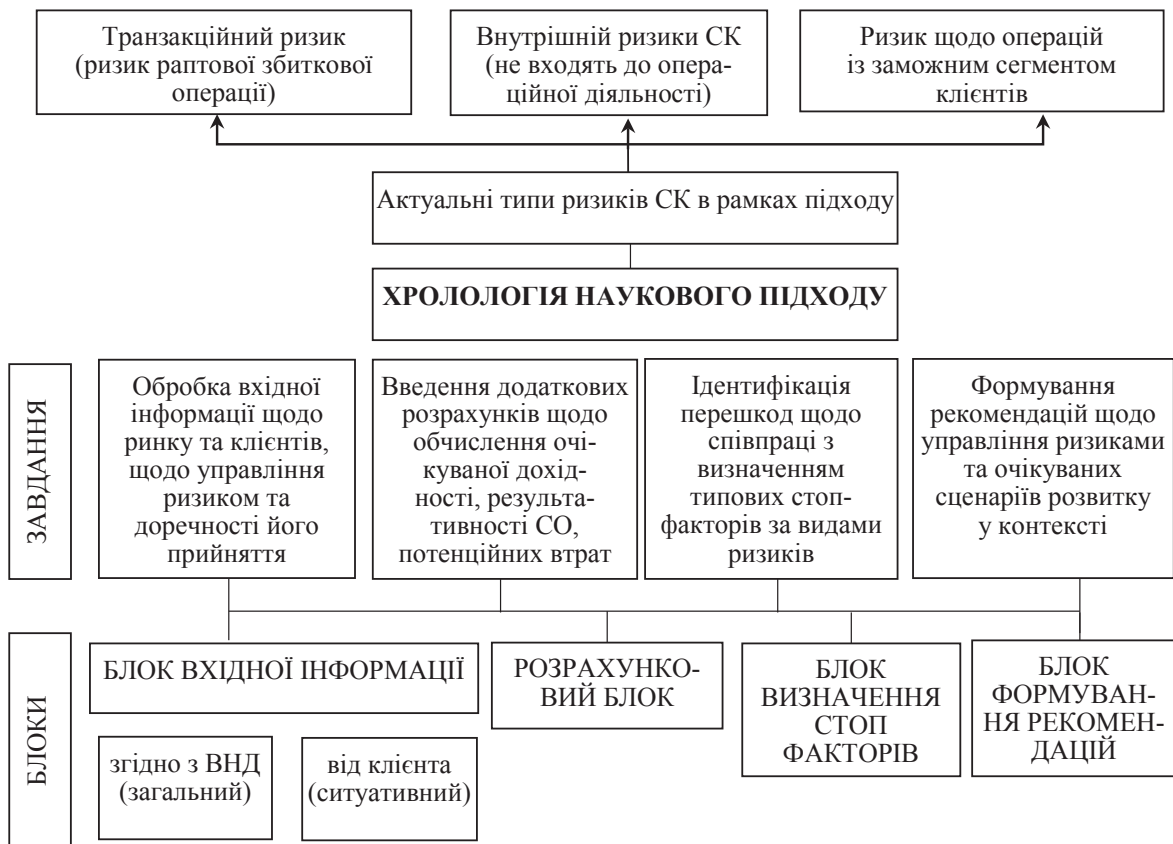 Транзакційний ризик
(ризик раптової збиткової
операції)
Внутрішній ризики СК
(не входять до опера-
ційної діяльності)
Ризик щодо операцій
із заможним сегментом
клієнтів
Актуальні типи ризиків СК в рамках підходу
ХРОЛОЛОГІЯ НАУКОВОГО ПІДХОДУ
ЗАВДАННЯ
Обробка вхідної
інформації щодо
ринку та клієнтів,
щодо управління
ризиком та
доречності його
прийняття
Введення додаткових
розрахунків щодо
обчислення очі-
куваної дохід-
ності, результа-
тивності СО,
потенційних втрат
Ідентифікація
перешкод щодо
співпраці з
визначенням
типових стоп-
факторів за видами
ризиків
Формування
рекомендацій щодо
управління ризиками
та очікуваних
сценаріїв розвитку
у контексті
БЛОКИ
БЛОК ВХІДНОЇ ІНФОРМАЦІЇ
РОЗРАХУНКО-
ВИЙ БЛОК
БЛОК
ВИЗНАЧЕННЯ
СТОП
ФАКТОРІВ
БЛОК
ФОРМУВАН-
НЯ РЕКОМЕН-
ДАЦІЙ
згідно з ВНД
(загальний)
від клієнта
(ситуативний)